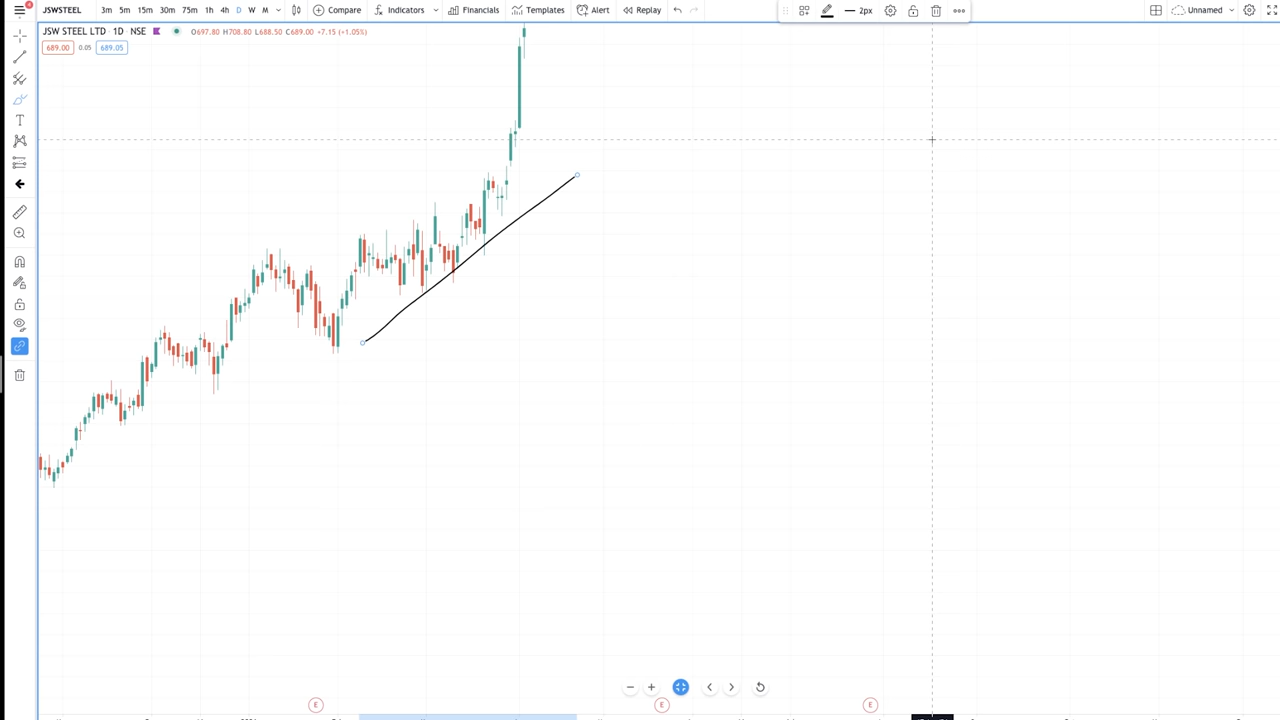 JSWSTEEL 3m 5m 15m 30m 75m 1h 4h D W M Compare Indicators Financials Templates Alert Replay 2px Unnamed
JSW STEEL LTD · 1D · NSE O697.80 H708.80 L688.50 C689.00 +7.15 (+1.05%)
689.00 0.05 689.05
E E E